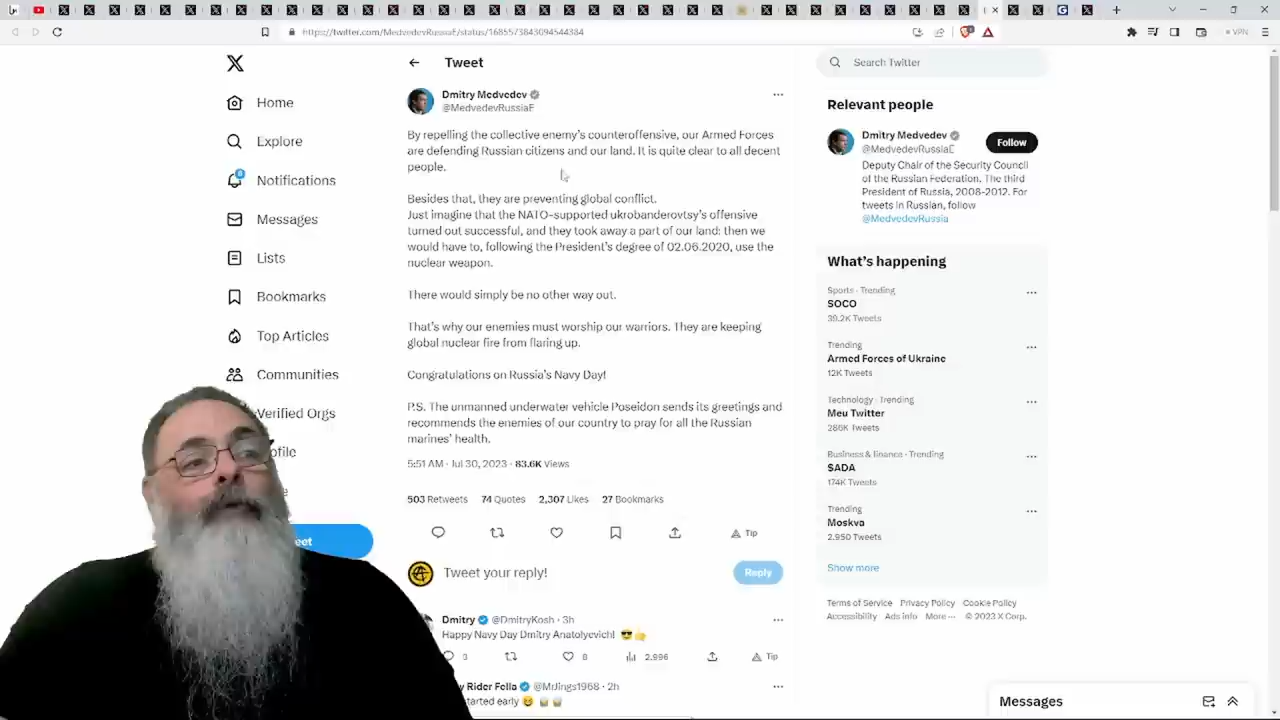 https://twitter.com/MedvedevRussiaE/status/1685573843094544384
VPN
Home
Explore
6
Notifications
Messages
Lists
Bookmarks
Top Articles
Communities
Verified Orgs
ofile
eet
Tweet
Dmitry Medvedev
@MedvedevRussiaE
By repelling the collective enemy's counteroffensive, our Armed Forces
are defending Russian citizens and our land. It is quite clear to all decent
people.
Besides that, they are preventing global conflict.
Just imagine that the NATO-supported ukrobanderovtsy's offensive
turned out successful, and they took away a part of our land: then we
would have to, following the President's degree of 02.06.2020, use the
nuclear weapon.
There would simply be no other way out.
That's why our enemies must worship our warriors. They are keeping
global nuclear fire from flaring up.
Congratulations on Russia's Navy Day!
P.S. The unmanned underwater vehicle Poseidon sends its greetings and
recommends the enemies of our country to pray for all the Russian
marines' health.
5:51 AM · Jul 30, 2023 · 83.6K Views
503 Retweets 74 Quotes 2,307 Likes 27 Bookmarks
Tip
Tweet your reply!
Reply
Dmitry @DmitryKosh · 3h
Happy Navy Day Dmitry Anatolyevich!
3 8 2,996 Tip
y Rider Fella @MrJings1968 · 2h
started early
Search Twitter
Relevant people
Dmitry Medvedev
@MedvedevRussiaE
Follow
Deputy Chair of the Security Council
of the Russian Federation. The third
President of Russia, 2008-2012. For
tweets in Russian, follow
@MedvedevRussia
What's happening
Sports · Trending
SOCO
39.2K Tweets
Trending
Armed Forces of Ukraine
12K Tweets
Technology · Trending
Meu Twitter
286K Tweets
Business & finance · Trending
$ADA
174K Tweets
Trending
Moskva
2,950 Tweets
Show more
Terms of Service Privacy Policy Cookie Policy
Accessibility Ads info More ··· © 2023 X Corp.
Messages